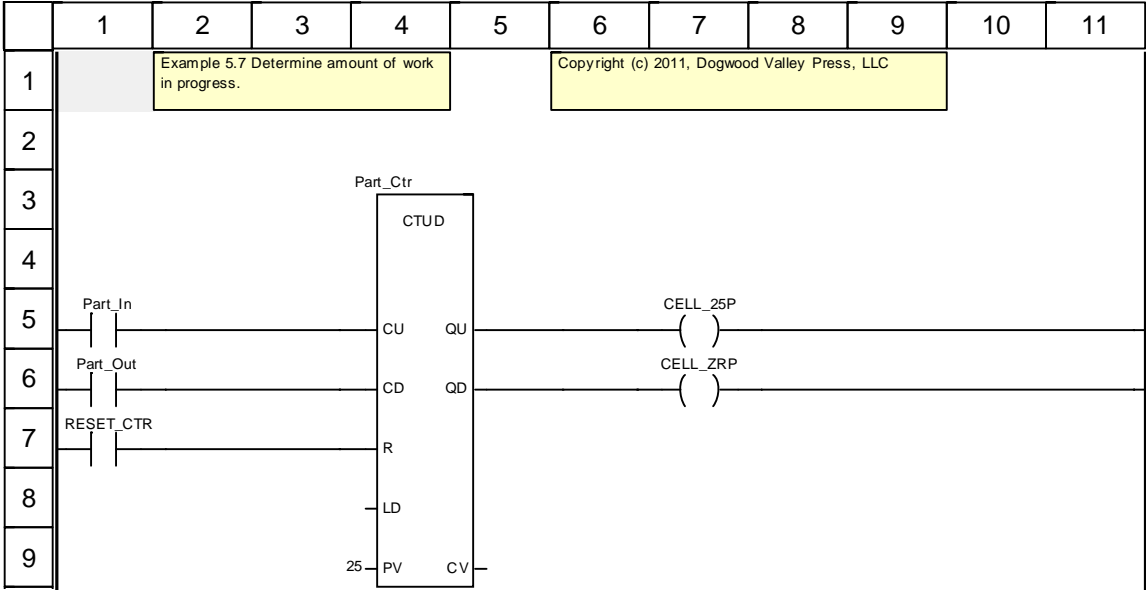 1 2 3 4 5 6 7 8 9 10 11
1
Example 5.7 Determine amount of work
in progress.
Copyright (c) 2011, Dogwood Valley Press, LLC
2
3
Part_Ctr
CTUD
4
5
Part_In
CU QU
CELL_25P
6
Part_Out
CD QD
CELL_ZRP
7
RESET_CTR
R
8
LD
9
25 PV CV